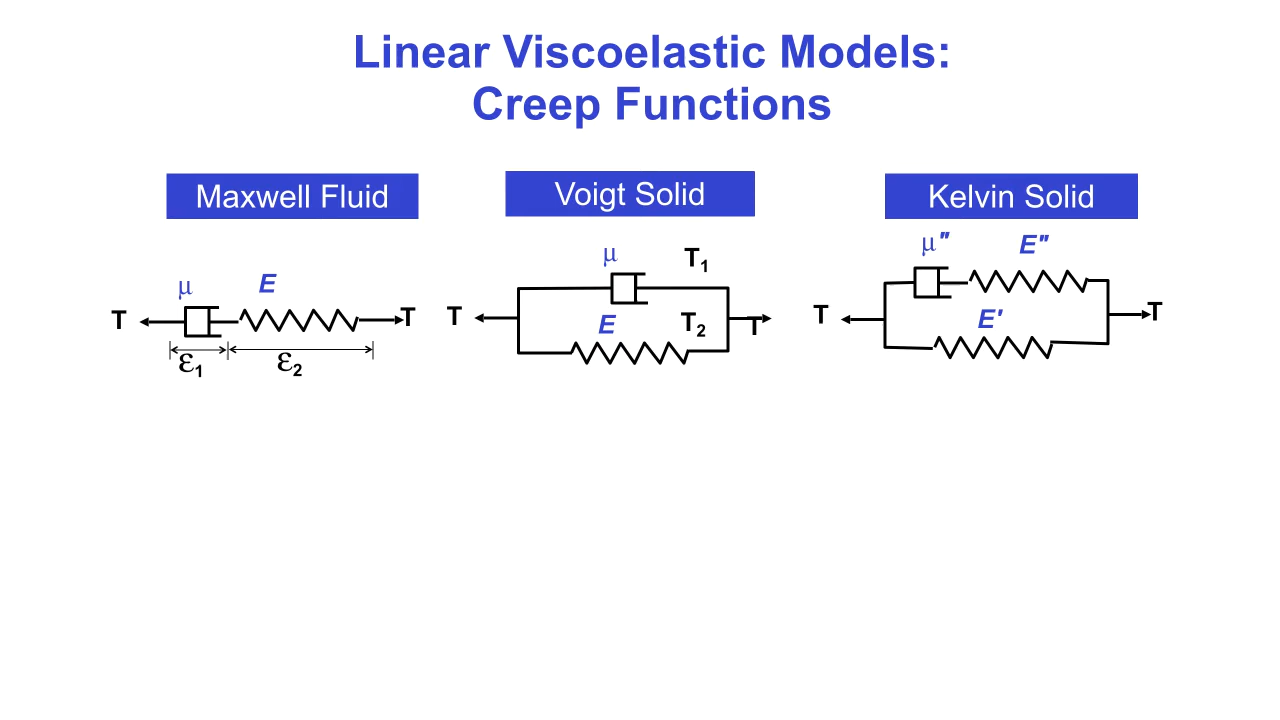 Linear Viscoelastic Models:
Creep Functions
Maxwell Fluid
Voigt Solid
Kelvin Solid
μ E
T T
ε1 ε2
μ T1
T T
E T2
μ" E"
T T
E'